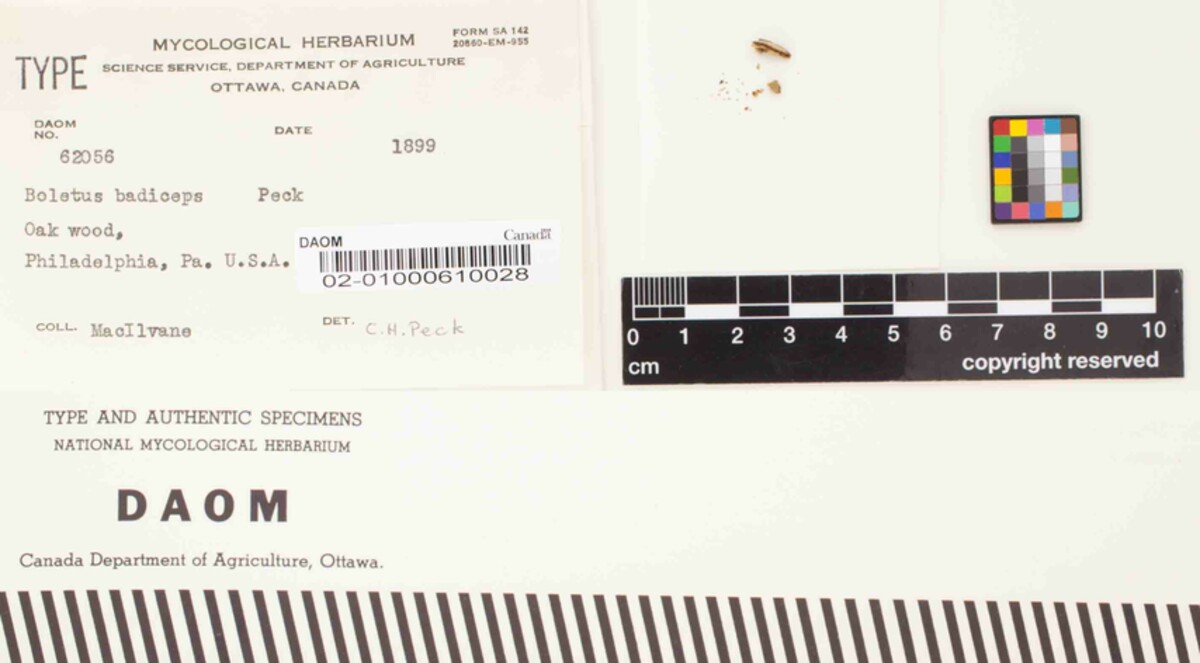 TYPE
MYCOLOGICAL HERBARIUM
FORM SA 142
20560-EM-955
SCIENCE SERVICE, DEPARTMENT OF AGRICULTURE
OTTAWA, CANADA
DAOM
NO.
62056
DATE
1899
Boletus badiceps Peck
Oak wood,
Philadelphia, Pa. U.S.A.
DAOM
Canada
02-01000610028
COLL. MacIlvane
DET. C.H.Peck
0 1 2 3 4 5 6 7 8 9 10
cm
copyright reserved
TYPE AND AUTHENTIC SPECIMENS
NATIONAL MYCOLOGICAL HERBARIUM
DAOM
Canada Department of Agriculture, Ottawa.